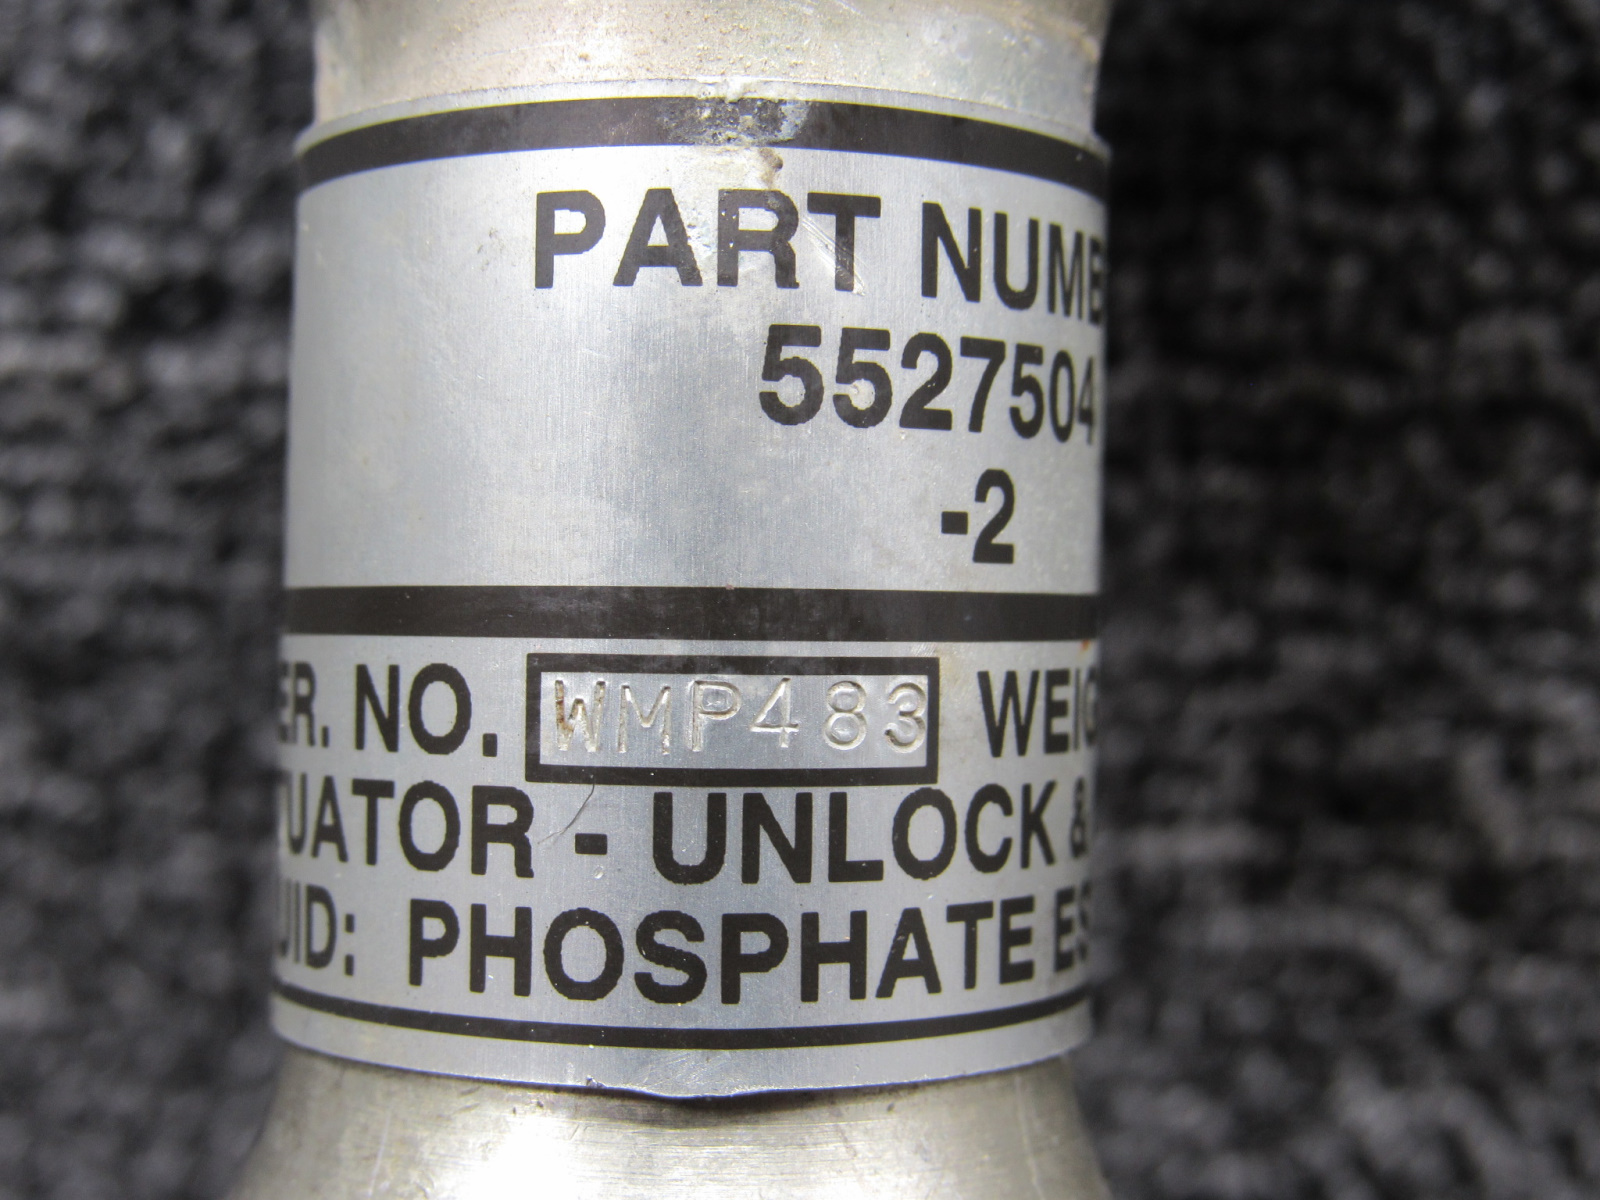 PART NUMB
5527504
-2
ER. NO. WMP483 WEIG
TUATOR - UNLOCK &
UID: PHOSPHATE ES